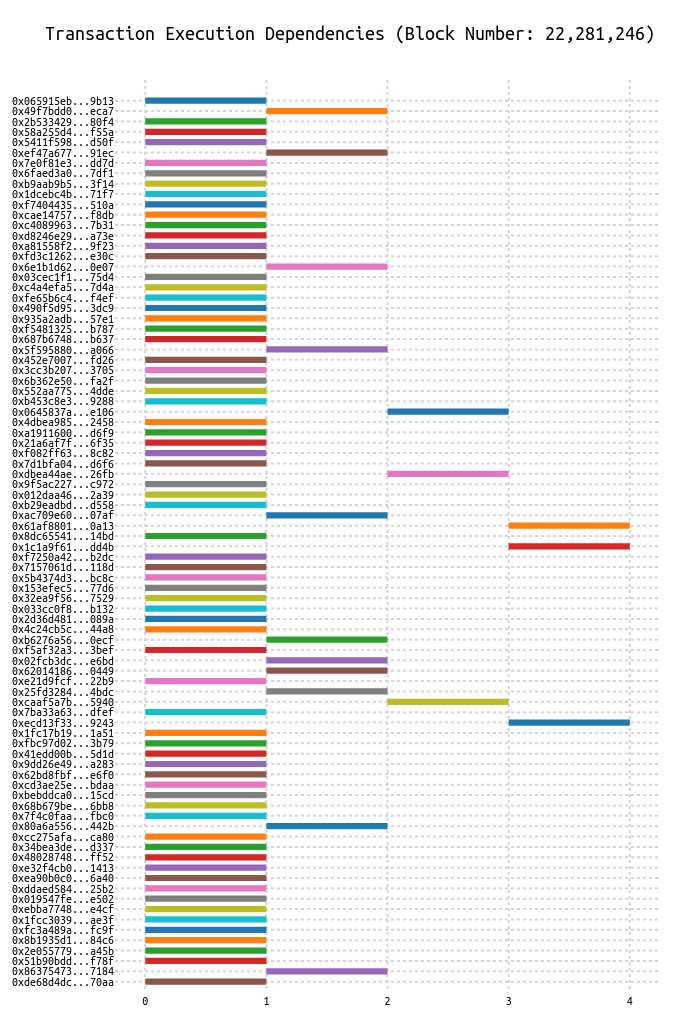 Transaction Execution Dependencies (Block Number: 22,281,246)
0x065915eb...9b13
0x49f7bdd0...eca7
0x2b533429...80f4
0x58a255d4...f55a
0x5411f598...d50f
0xef47a677...91ec
0x7e0f81e3...dd7d
0x6faed3a0...7df1
0xb9aab9b5...3f14
0x1dcebc4b...71f7
0xf7404435...510a
0xcae14757...f8db
0xc4089963...7b31
0xd8246e29...a73e
0xa81558f2...9f23
0xfd3c1262...e30c
0x6e1b1d62...0e07
0x03cec1f1...75d4
0xc4a4efa5...7d4a
0xfe65b6c4...f4ef
0x490f5d95...3dc9
0x935a2adb...57e1
0xf5481325...b787
0x687b6748...b637
0x5f595880...a066
0x452e7007...fd26
0x3cc3b207...3705
0x6b362e50...fa2f
0x552aa775...4dde
0xb453c8e3...9288
0x0645837a...e106
0x4dbea985...2458
0xa1911600...d6f9
0x21a6af7f...6f35
0xf082ff63...8c82
0x7d1bfa04...d6f6
0xdbea44ae...26fb
0x9f5ac227...c972
0x012daa46...2a39
0xb29eadbd...d558
0xac709e60...07af
0x61af8801...0a13
0x8dc65541...14bd
0x1c1a9f61...dd4b
0xf7250a42...b2dc
0x7157061d...118d
0x5b4374d3...bc8c
0x153efec5...77d6
0x32ea9f56...7529
0x033cc0f8...b132
0x2d36d481...089a
0x4c24cb5c...44a8
0xb6276a56...0ecf
0xf5af32a3...3bef
0x02fcb3dc...e6bd
0x62014186...0449
0xe21d9fcf...22b9
0x25fd3284...4bdc
0xcaaf5a7b...5940
0x7ba33a63...dfef
0xecd13f33...9243
0x1fc17b19...1a51
0xfbc97d02...3b79
0x41edd00b...5d1d
0x9dd26e49...a283
0x62bd8fbf...e6f0
0xcd3ae25e...bdaa
0xbebddca0...15cd
0x68b679be...6bb8
0x7f4c0faa...fbc0
0x80a6a556...442b
0xcc275afa...ca80
0x34bea3de...d337
0x48028748...ff52
0xe32f4cb0...1413
0xea90b0c0...6a40
0xddaed584...25b2
0x019547fe...e502
0xebba7748...e4cf
0x1fcc3039...ae3f
0xfc3a489a...fc9f
0x8b1935d1...84c6
0x2e055779...a45b
0x51b90bdd...f78f
0x86375473...7184
0xde68d4dc...70aa
0 1 2 3 4